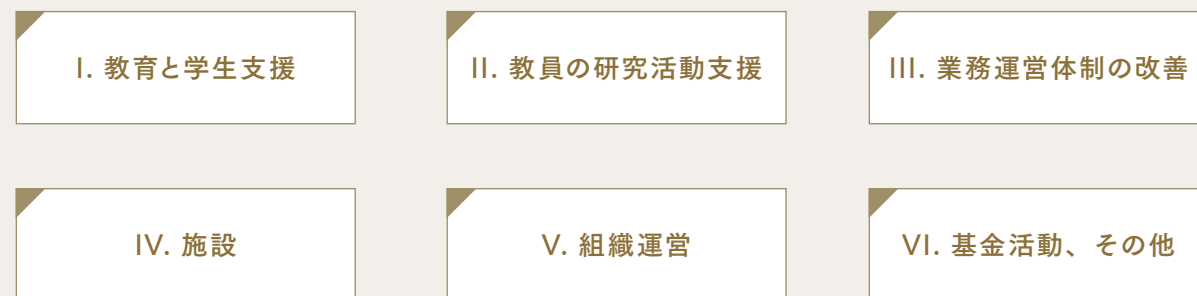 I. 教育と学生支援
II. 教員の研究活動支援
III. 業務運営体制の改善
IV. 施設
V. 組織運営
VI. 基金活動、その他